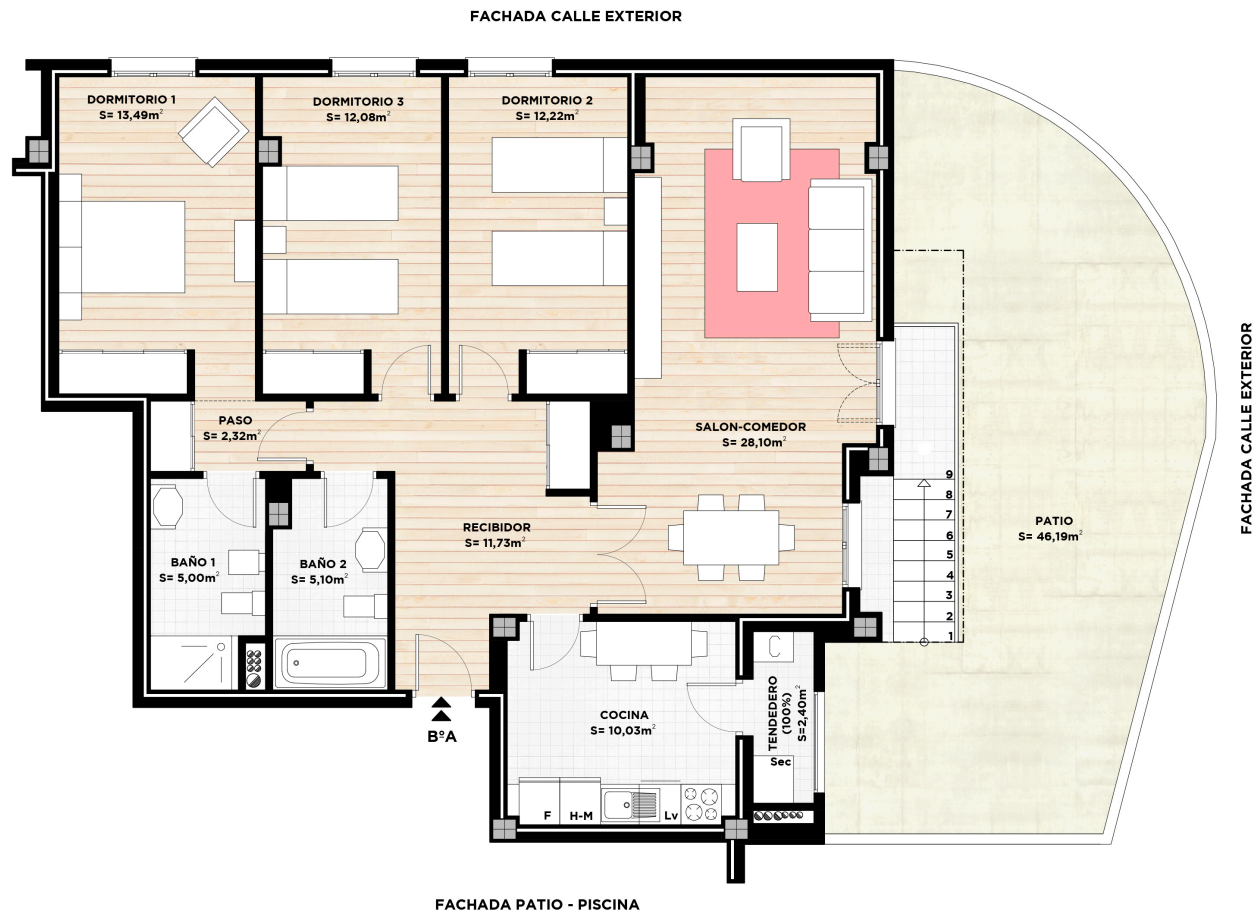 FACHADA CALLE EXTERIOR
DORMITORIO 1
S= 13,49m²
DORMITORIO 3
S= 12,08m²
DORMITORIO 2
S= 12,22m²
PASO
S= 2,32m²
SALON-COMEDOR
S= 28,10m²
RECIBIDOR
S= 11,73m²
BAÑO 1
S= 5,00m²
BAÑO 2
S= 5,10m²
9
8
7
6
5
4
3
2
1
PATIO
S= 46,19m²
FACHADA CALLE EXTERIOR
BºA
COCINA
S= 10,03m²
TENDEDERO
(100%)
S=2,40m²
Sec
F
H-M
Lv
FACHADA PATIO - PISCINA